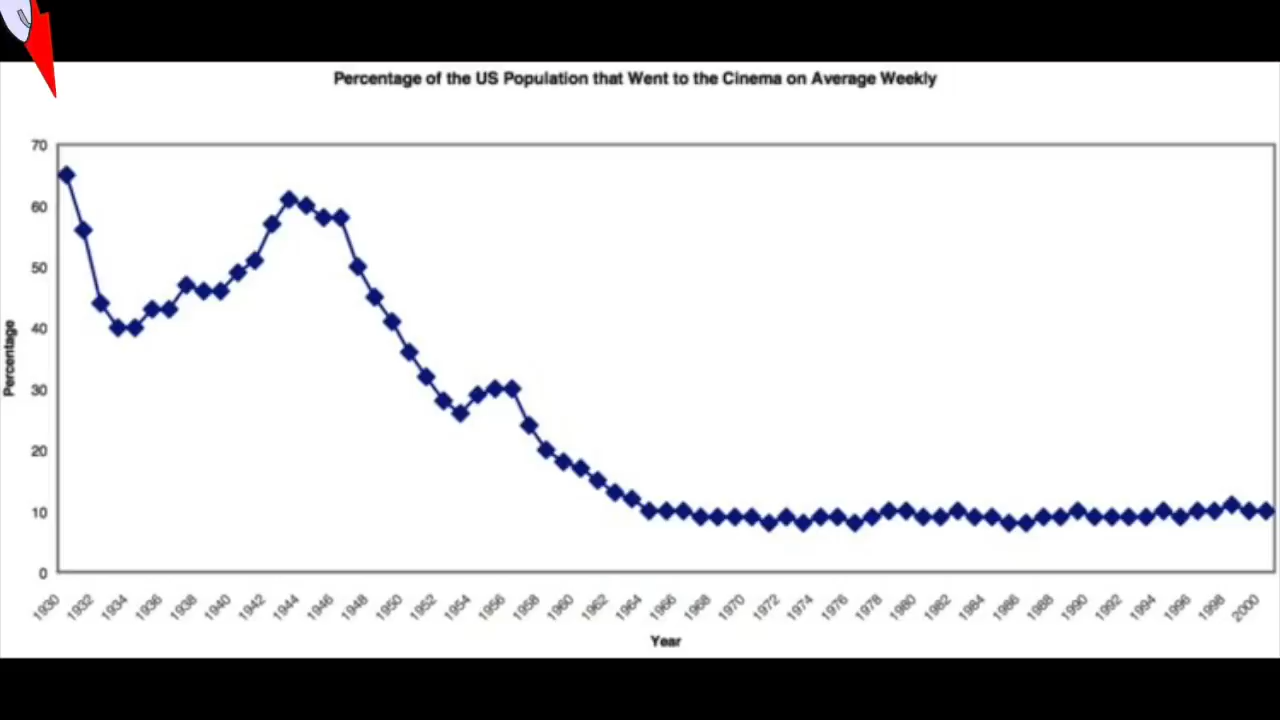 Percentage of the US Population that Went to the Cinema on Average Weekly
70
60
50
40
30
20
10
0
Percentage
1930 1932 1934 1936 1938 1940 1942 1944 1946 1948 1950 1952 1954 1956 1958 1960 1962 1964 1966 1968 1970 1972 1974 1976 1978 1980 1982 1984 1986 1988 1990 1992 1994 1996 1998 2000
Year